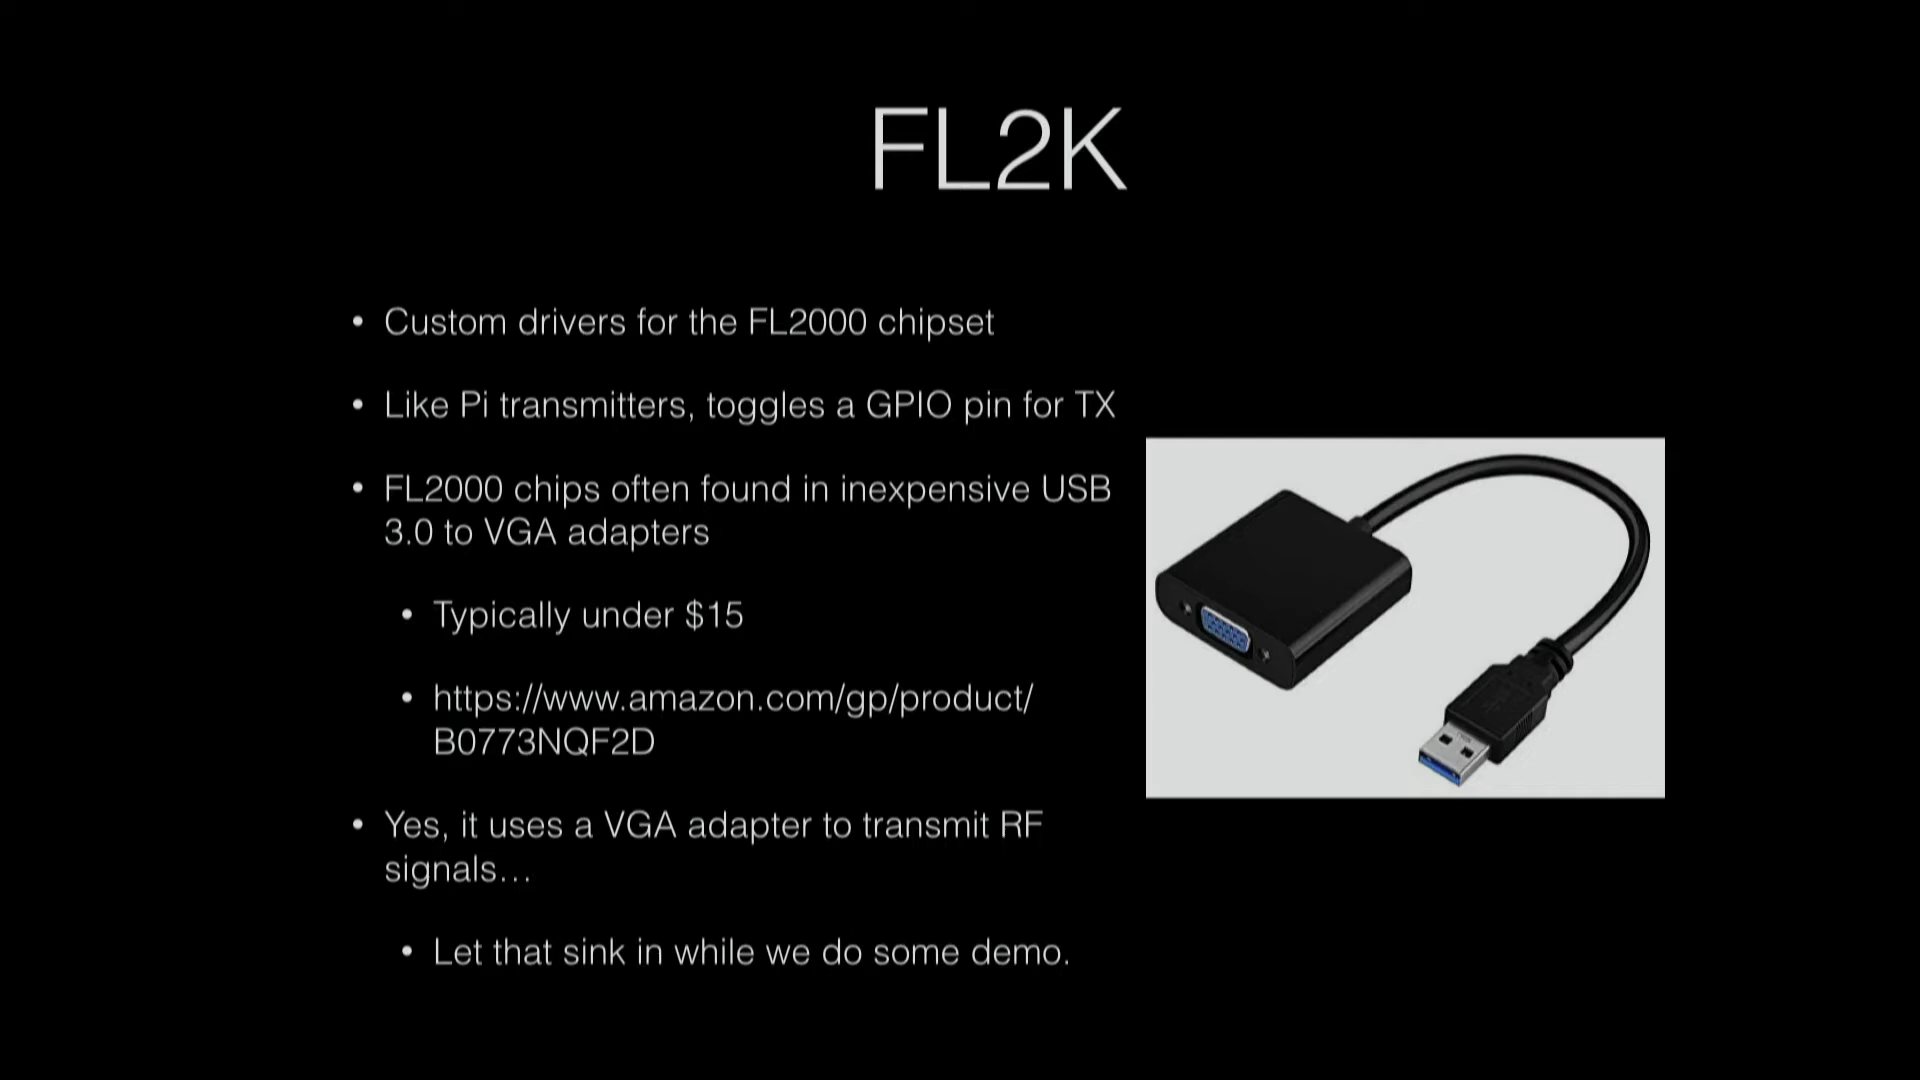 FL2K
• Custom drivers for the FL2000 chipset
• Like Pi transmitters, toggles a GPIO pin for TX
• FL2000 chips often found in inexpensive USB
3.0 to VGA adapters
• Typically under $15
• https://www.amazon.com/gp/product/
B0773NQF2D
• Yes, it uses a VGA adapter to transmit RF
signals…
• Let that sink in while we do some demo.